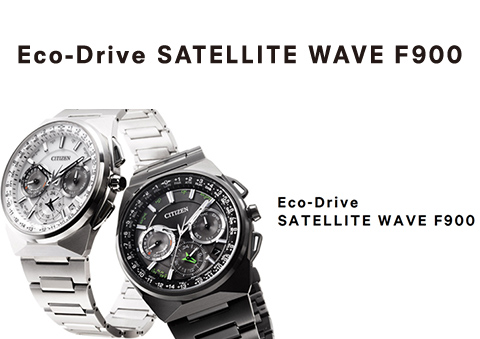 Eco-Drive SATELLITE WAVE F900
CITIZEN
CITIZEN
Eco-Drive
SATELLITE WAVE F900